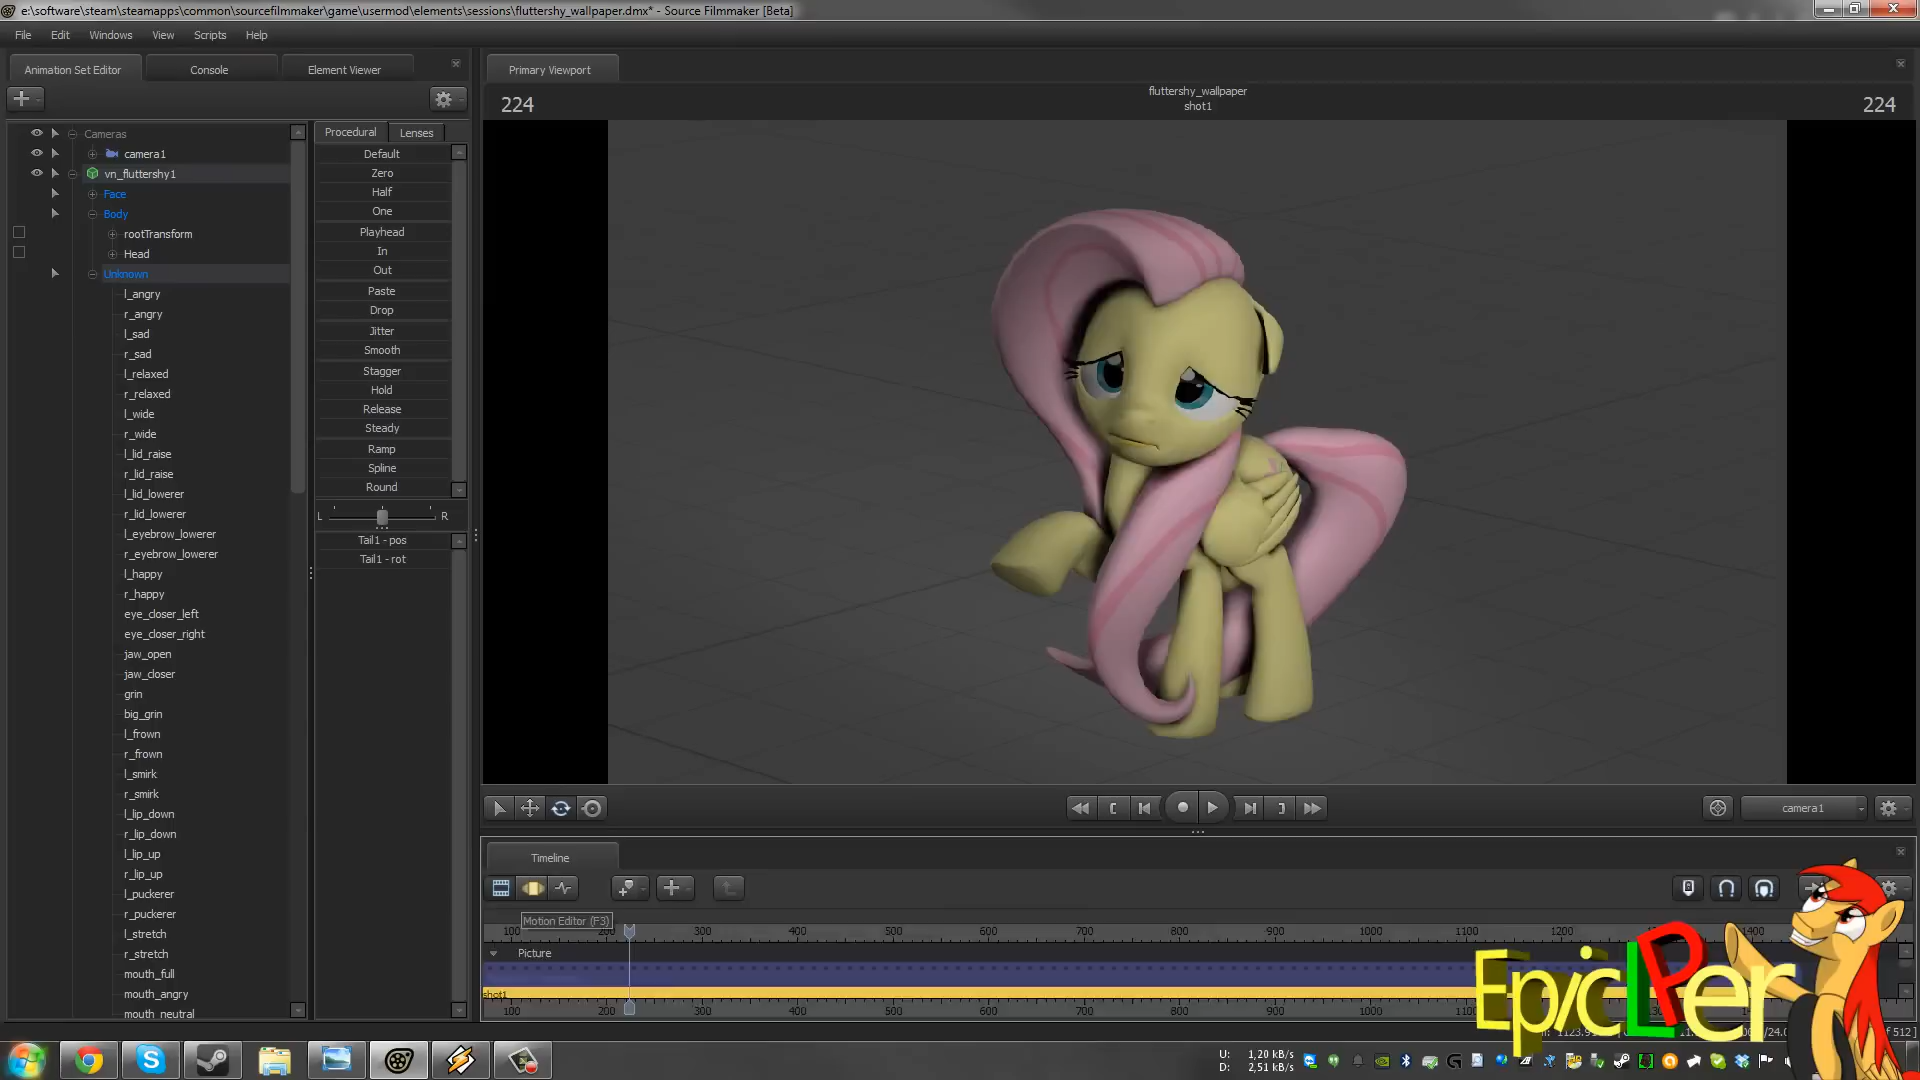 e:\software\steam\steamapps\common\sourcefilmmaker\game\usermod\elements\sessions\fluttershy_wallpaper.dmx* - Source Filmmaker [Beta]
File Edit Windows View Scripts Help
Animation Set Editor Console Element Viewer
Primary Viewport
224
fluttershy_wallpaper
shot1
224
Cameras
camera1
vn_fluttershy1
Face
Body
rootTransform
Head
Unknown
l_angry
r_angry
l_sad
r_sad
l_relaxed
r_relaxed
l_wide
r_wide
l_lid_raise
r_lid_raise
l_lid_lowerer
r_lid_lowerer
l_eyebrow_lowerer
r_eyebrow_lowerer
l_happy
r_happy
eye_closer_left
eye_closer_right
jaw_open
jaw_closer
grin
big_grin
l_frown
r_frown
l_smirk
r_smirk
l_lip_down
r_lip_down
l_lip_up
r_lip_up
l_puckerer
r_puckerer
l_stretch
r_stretch
mouth_full
mouth_angry
mouth_neutral
Procedural Lenses
Default
Zero
Half
One
Playhead
In
Out
Paste
Drop
Jitter
Smooth
Stagger
Hold
Release
Steady
Ramp
Spline
Round
L R
Tail1 - pos
Tail1 - rot
camera1
Timeline
Motion Editor (F3)
100 200 300 400 500 600 700 800 900 1000 1100 1200 1300 1400
Picture
shot1
100 200 300 400 500 600 700 800 900 1000 1100
EpicLPer
of 512 ]
U: 1,20 kB/s
D: 2,51 kB/s